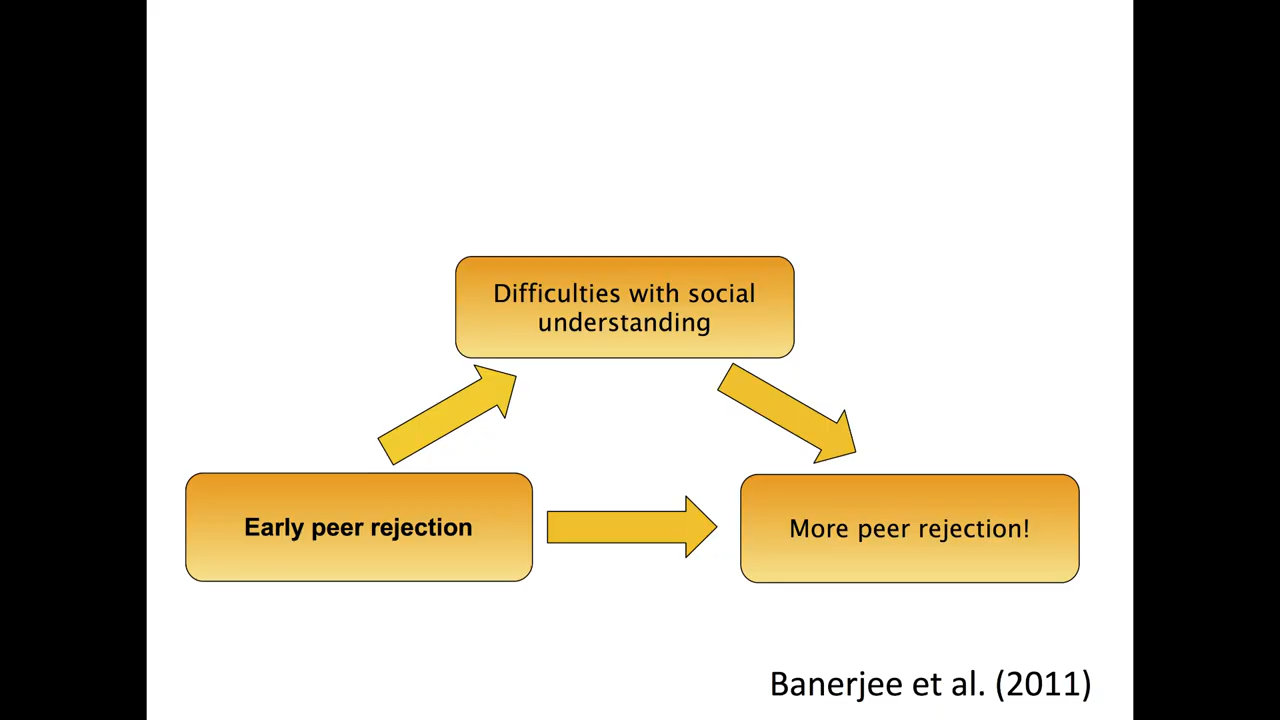 Difficulties with social
understanding
Early peer rejection
More peer rejection!
Banerjee et al. (2011)